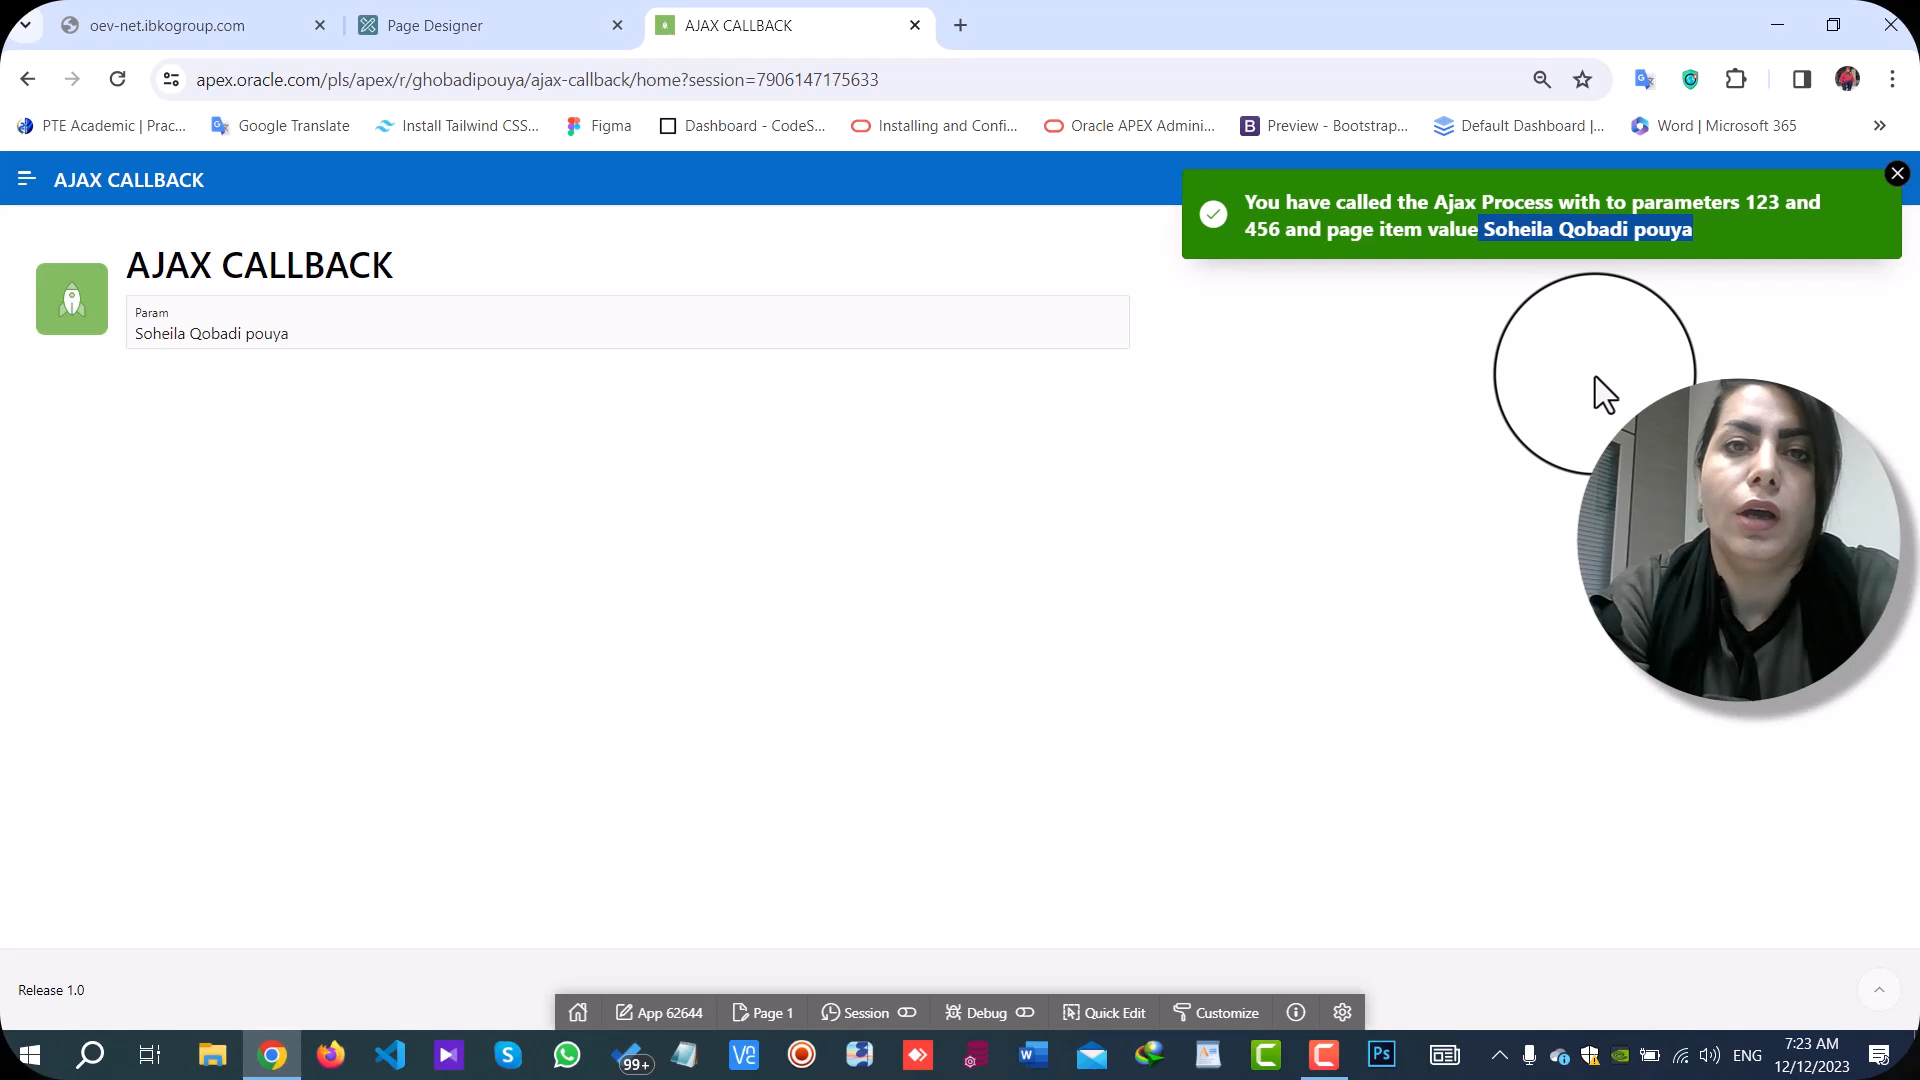 oev-net.ibkogroup.com
Page Designer
AJAX CALLBACK
apex.oracle.com/pls/apex/r/ghobadipouya/ajax-callback/home?session=7906147175633
PTE Academic | Prac...
Google Translate
Install Tailwind CSS...
Figma
Dashboard - CodeS...
Installing and Confi...
Oracle APEX Admini...
Preview - Bootstrap...
Default Dashboard |...
Word | Microsoft 365
AJAX CALLBACK
You have called the Ajax Process with to parameters 123 and
456 and page item value Soheila Qobadi pouya
AJAX CALLBACK
Param
Soheila Qobadi pouya
Release 1.0
App 62644
Page 1
Session
Debug
Quick Edit
Customize
99+
ENG
7:23 AM
12/12/2023